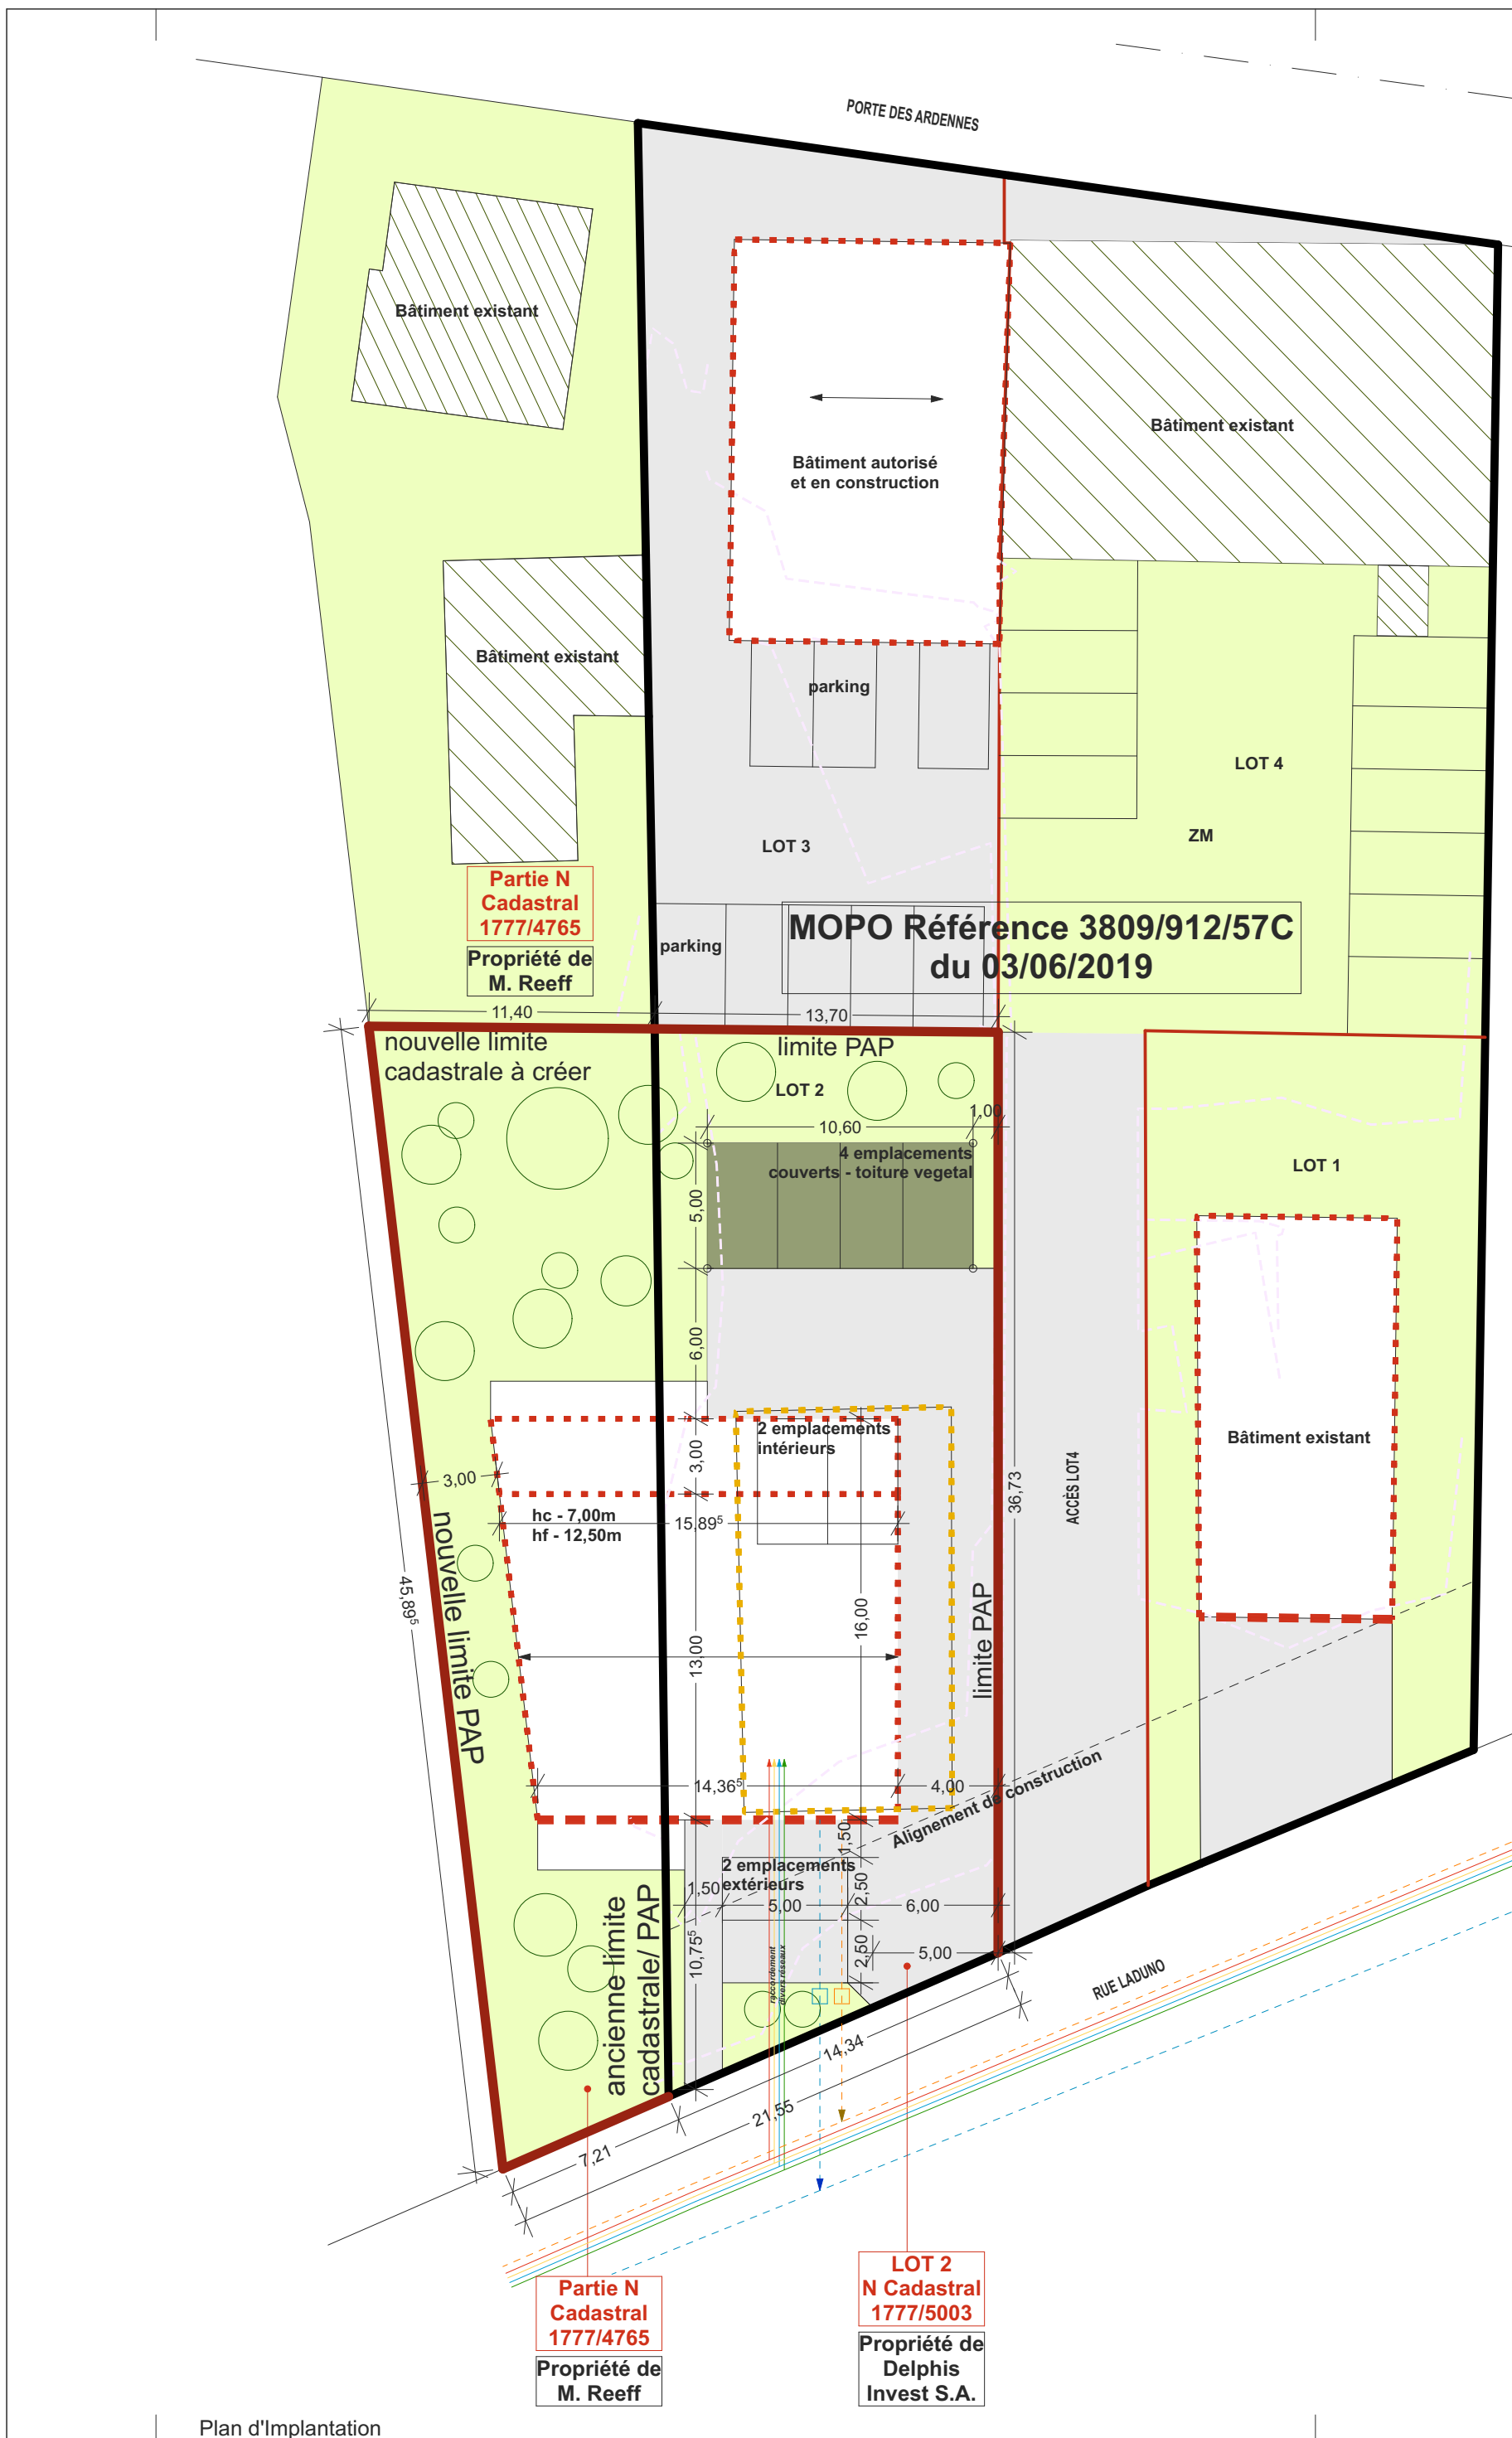 PORTE DES ARDENNES
Bâtiment existant
Bâtiment existant
Bâtiment autorisé
et en construction
Bâtiment existant
parking
LOT 4
ZM
LOT 3
Partie N
Cadastral
1777/4765
Propriété de
M. Reeff
parking
MOPO Référence 3809/912/57C
du 03/06/2019
11,40
13,70
nouvelle limite
cadastrale à créer
limite PAP
LOT 2
1,00
10,60
4 emplacements
couverts - toiture vegetal
LOT 1
5,00
6,00
2 emplacements
intérieurs
Bâtiment existant
3,00
3,00
hc - 7,00m
hf - 12,50m
15,89⁵
36,73
ACCÈS LOT4
nouvelle limite PAP
45,89⁵
16,00
13,00
limite PAP
14,36⁵
4,00
Alignement de construction
1,50
2 emplacements
extérieurs
1,50
5,00
2,50
6,00
ancienne limite
cadastrale/ PAP
10,75⁵
raccordement
divers réseaux
2,50
5,00
RUE LADUNO
14,34
21,55
7,21
LOT 2
N Cadastral
1777/5003
Propriété de
Delphis
Invest S.A.
Partie N
Cadastral
1777/4765
Propriété de
M. Reeff
Plan d'Implantation